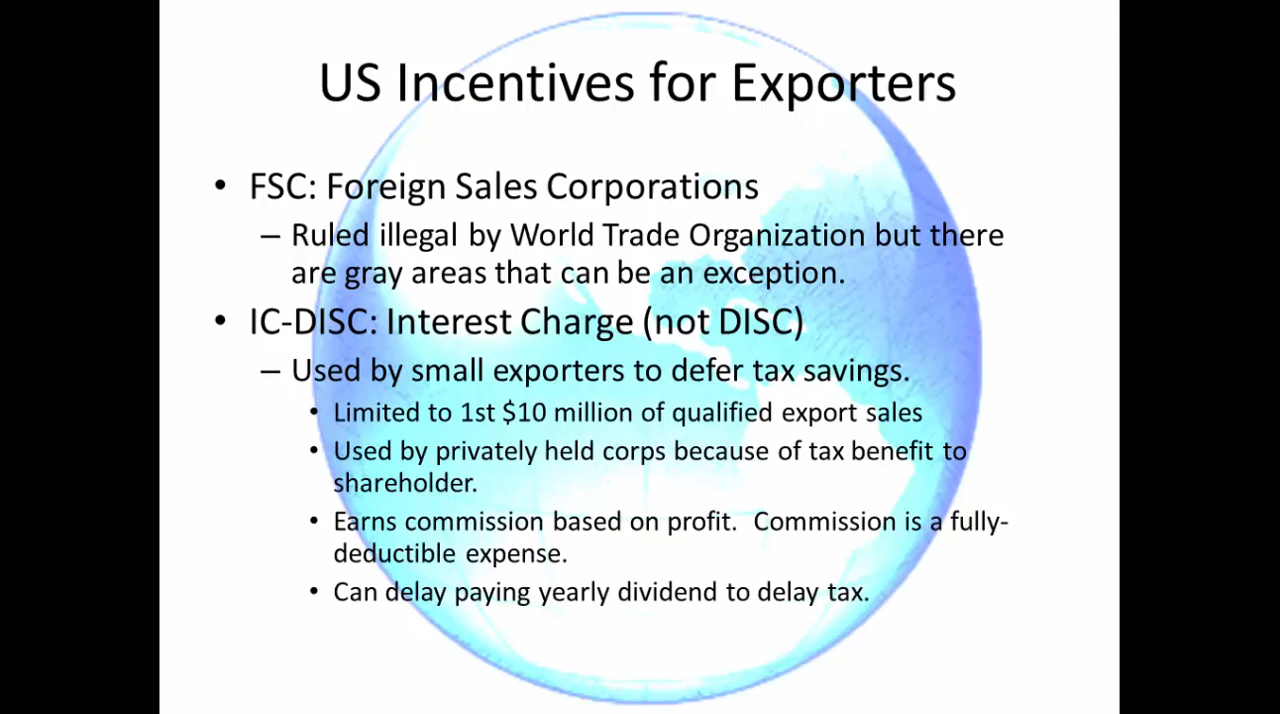 US Incentives for Exporters
• FSC: Foreign Sales Corporations
– Ruled illegal by World Trade Organization but there
are gray areas that can be an exception.
• IC-DISC: Interest Charge (not DISC)
– Used by small exporters to defer tax savings.
• Limited to 1st $10 million of qualified export sales
• Used by privately held corps because of tax benefit to
shareholder.
• Earns commission based on profit.  Commission is a fully-
deductible expense.
• Can delay paying yearly dividend to delay tax.